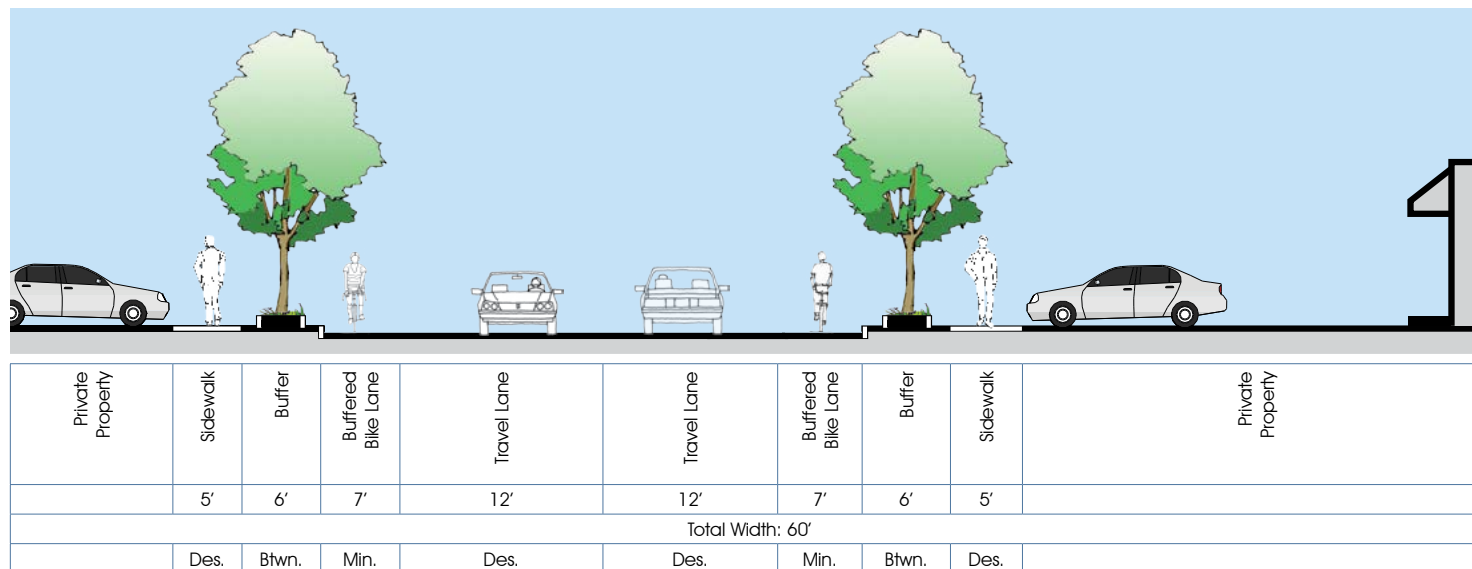 Private
Property
Sidewalk
Buffer
Buffered
Bike Lane
Travel Lane
Travel Lane
Buffered
Bike Lane
Buffer
Sidewalk
Private
Property
5’ 6’ 7’ 12’ 12’ 7’ 6’ 5’
Total Width: 60’
Des. Btwn. Min. Des. Des. Min. Btwn. Des.